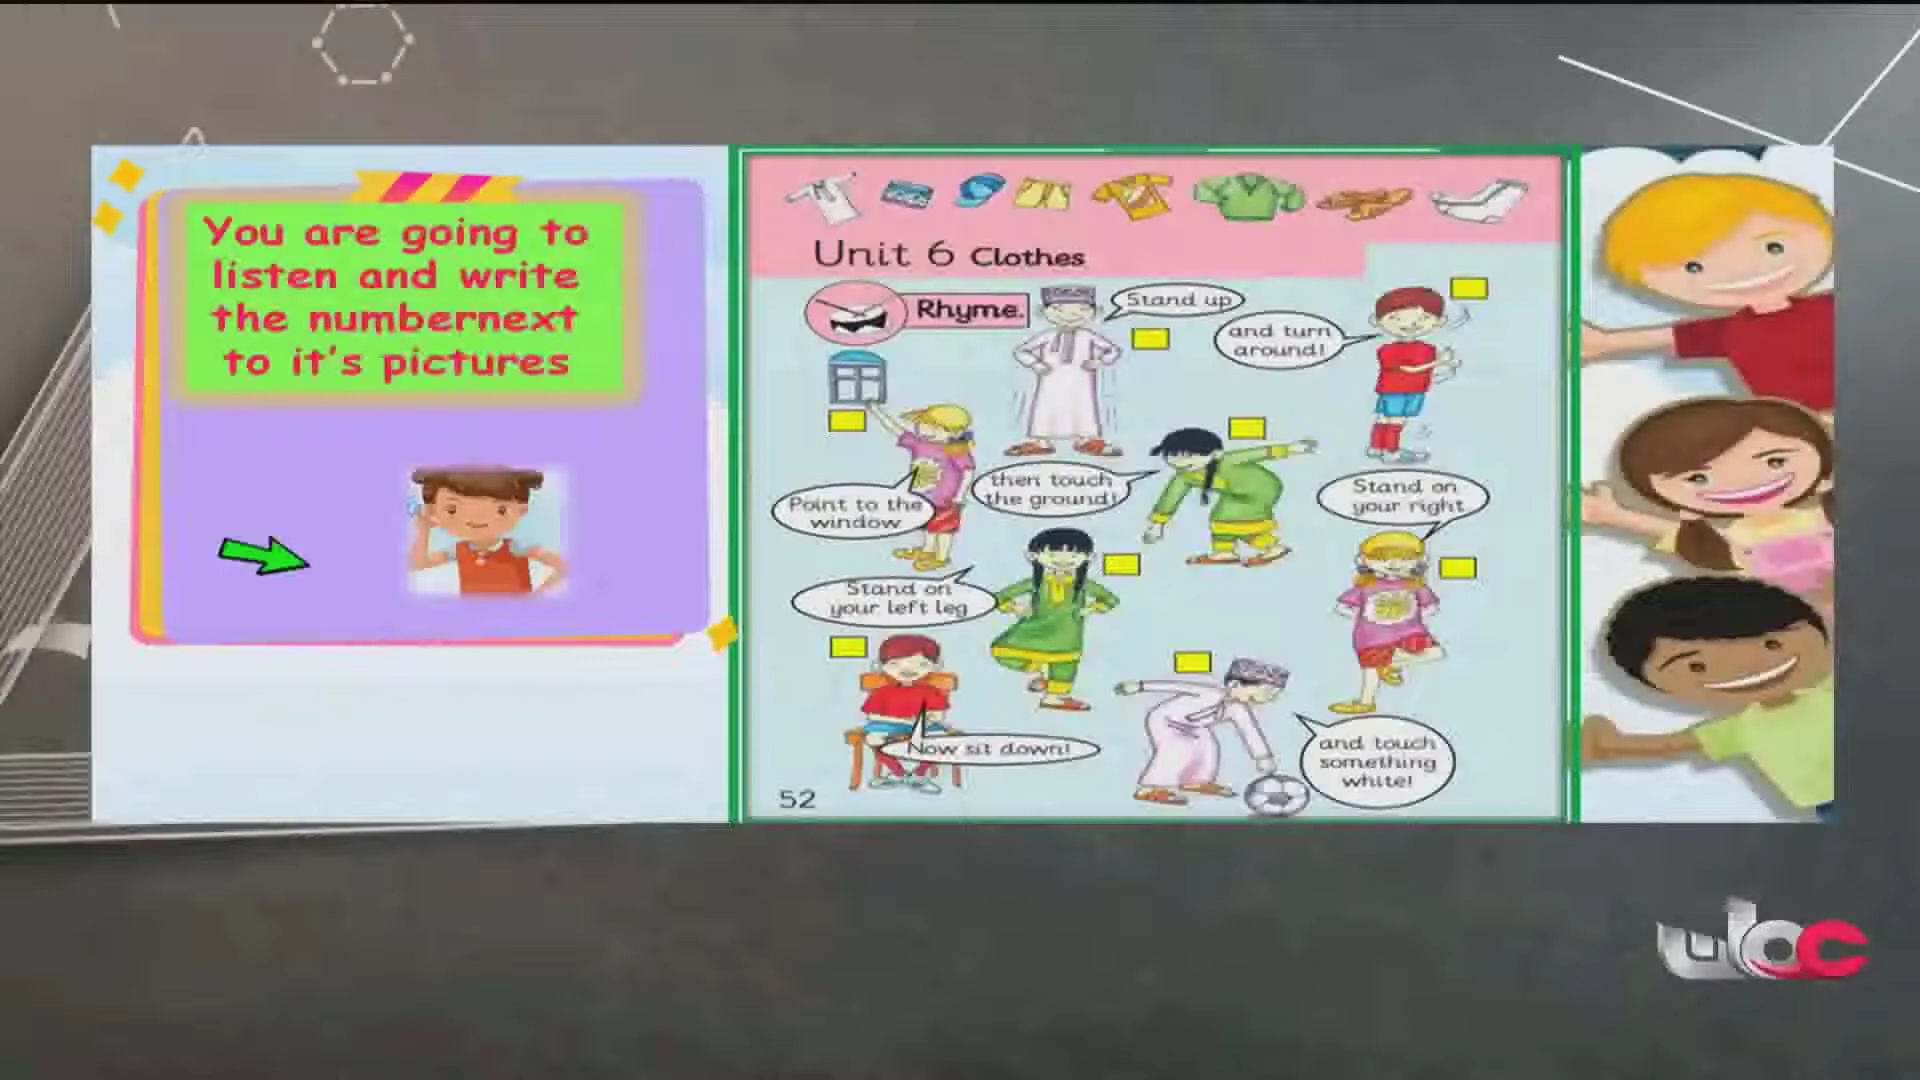 You are going to
listen and write
the numbernext
to it's pictures
Unit 6 Clothes
Rhyme.
Stand up
and turn
around!
Point to the
window
then touch
the ground!
Stand on
your right
Stand on
your left leg
Now sit down!
and touch
something
white!
52